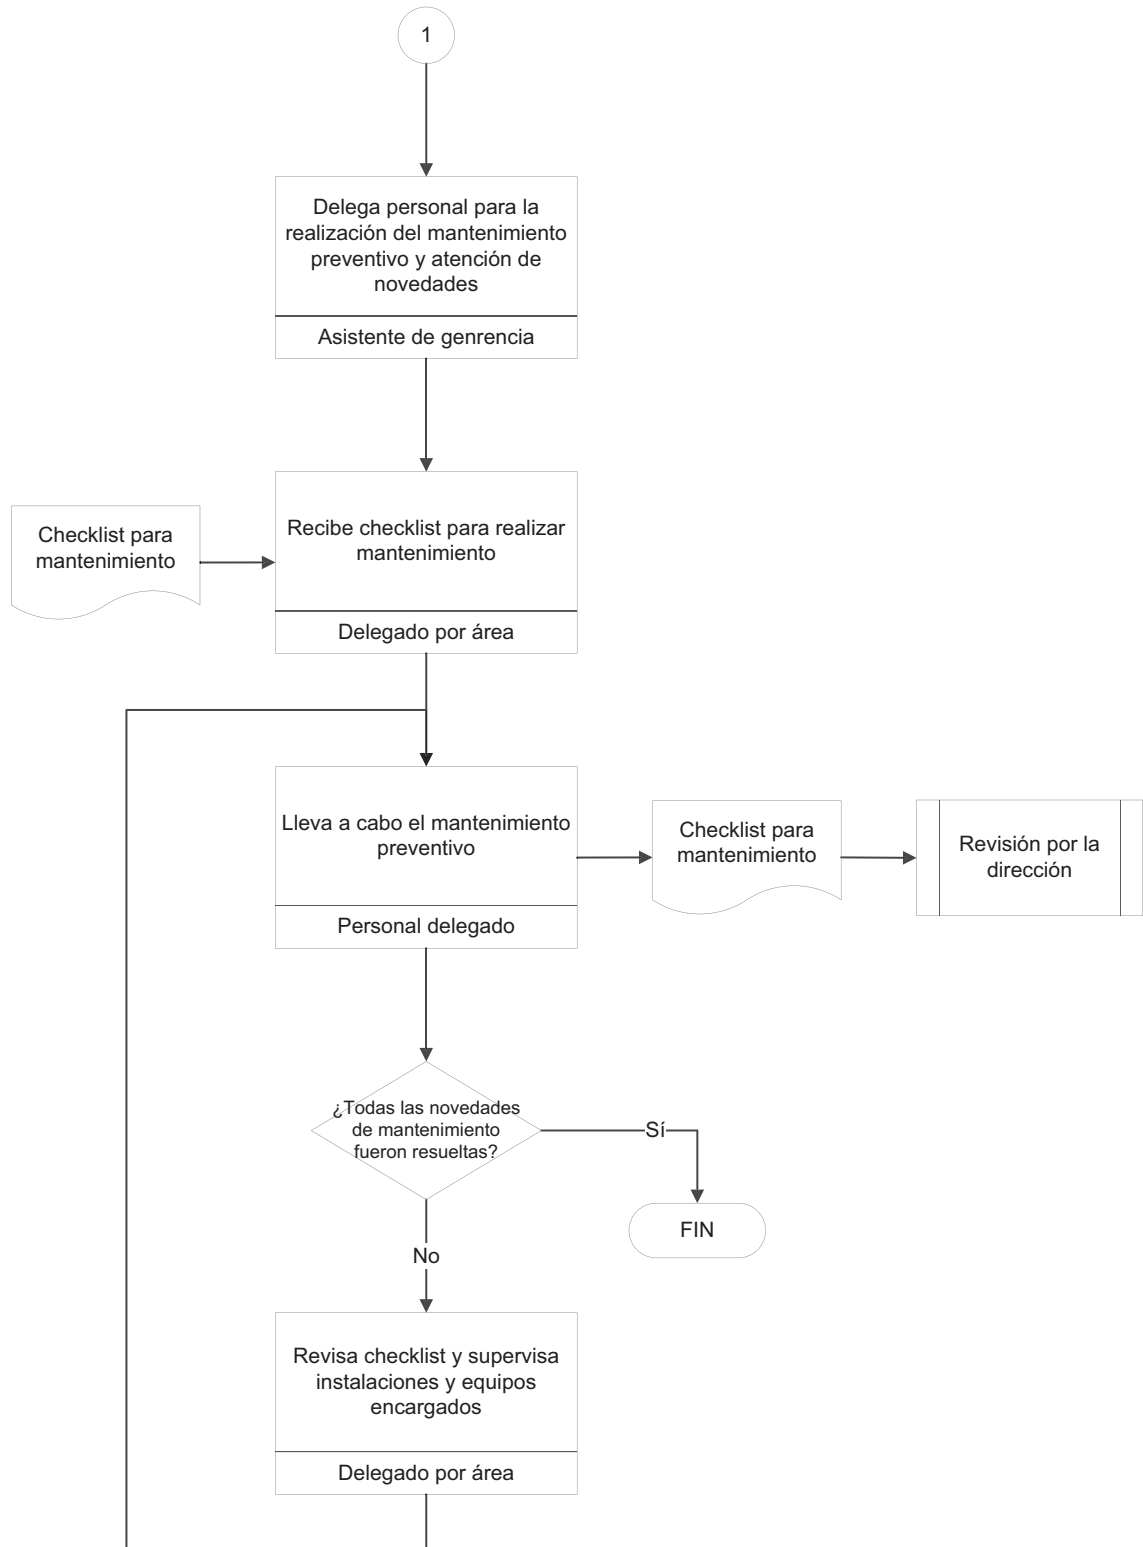 1
Delega personal para la
realización del mantenimiento
preventivo y atención de
novedades
Asistente de genrencia
Checklist para
mantenimiento
Recibe checklist para realizar
mantenimiento
Delegado por área
Lleva a cabo el mantenimiento
preventivo
Personal delegado
Checklist para
mantenimiento
Revisión por la
dirección
¿Todas las novedades
de mantenimiento
fueron resueltas?
Sí
FIN
No
Revisa checklist y supervisa
instalaciones y equipos
encargados
Delegado por área